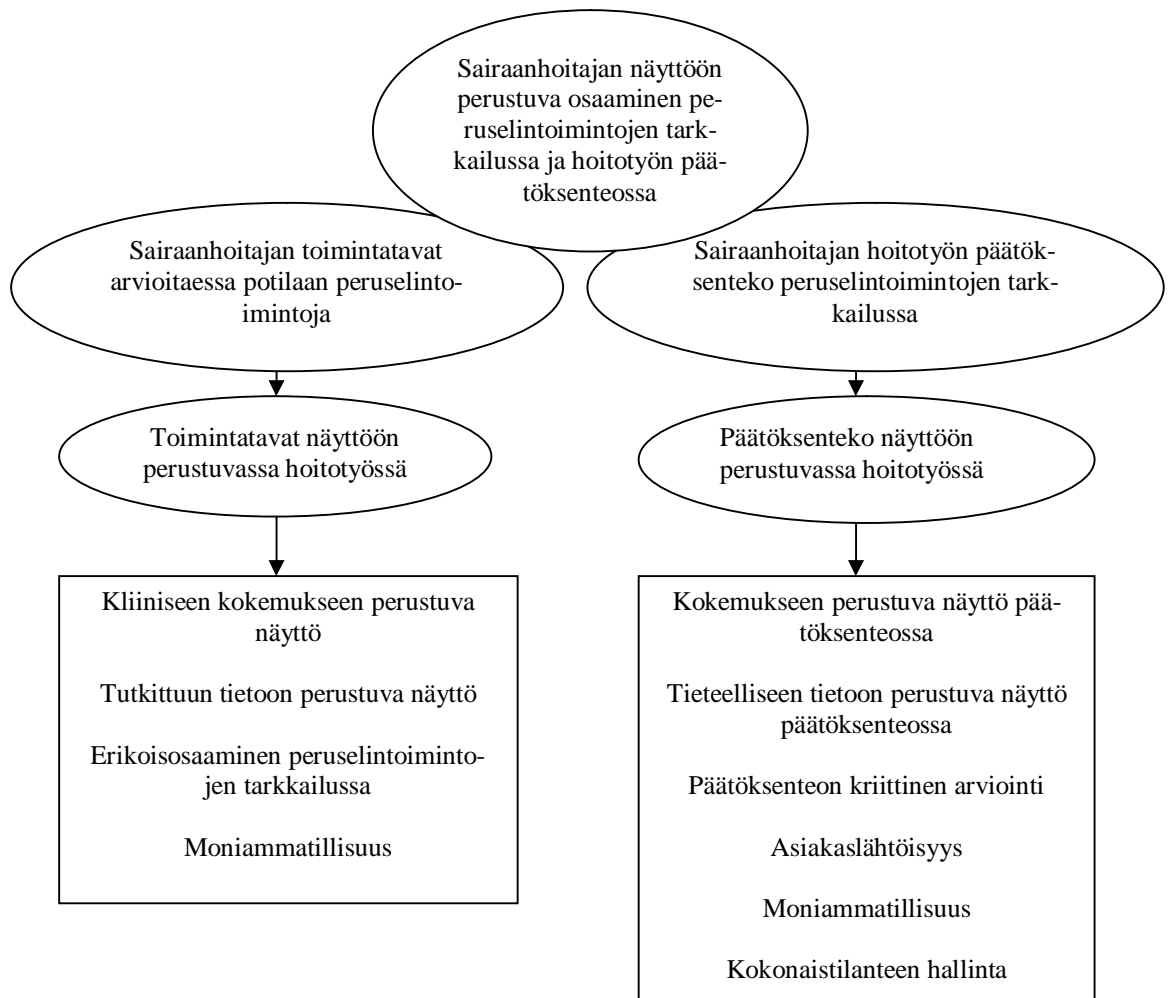 Sairaanhoitajan näyttöön
perustuva osaaminen pe-
ruselintoimintojen tark-
kailussa ja hoitotyön pää-
töksenteossa
Sairaanhoitajan toimintatavat
arvioitaessa potilaan peruselinto-
imintoja
Sairaanhoitajan hoitotyön päätök-
senteko peruselintoimintojen tark-
kailussa
Toimintatavat näyttöön
perustuvassa hoitotyössä
Päätöksenteko näyttöön
perustuvassa hoitotyössä
Kliiniseen kokemukseen perustuva
näyttö
Tutkittuun tietoon perustuva näyttö
Erikoisosaaminen peruselintoiminto-
jen tarkkailussa
Moniammatillisuus
Kokemukseen perustuva näyttö pää-
töksenteossa
Tieteelliseen tietoon perustuva näyttö
päätöksenteossa
Päätöksenteon kriittinen arviointi
Asiakaslähtöisyys
Moniammatillisuus
Kokonaistilanteen hallinta